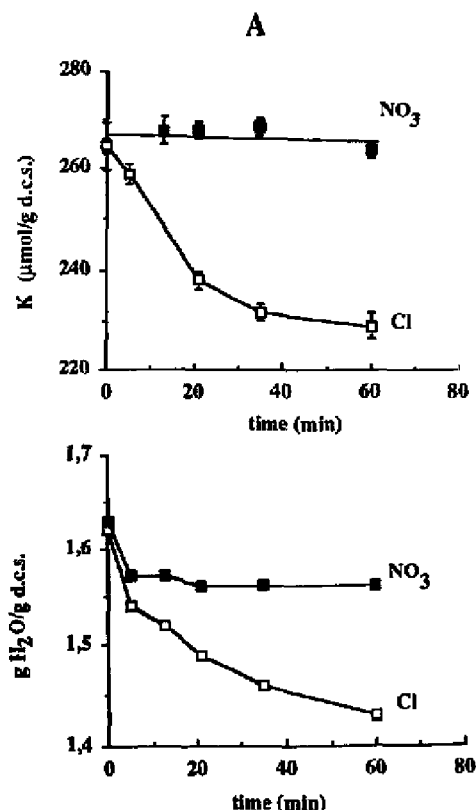 A
280
260
240
220
K (μmol/g d.c.s.)
NO3
Cl
0 20 40 60 80
time (min)
1,7
1,6
1,5
1,4
g H2O/g d.c.s.
NO3
Cl
0 20 40 60 80
time (min)